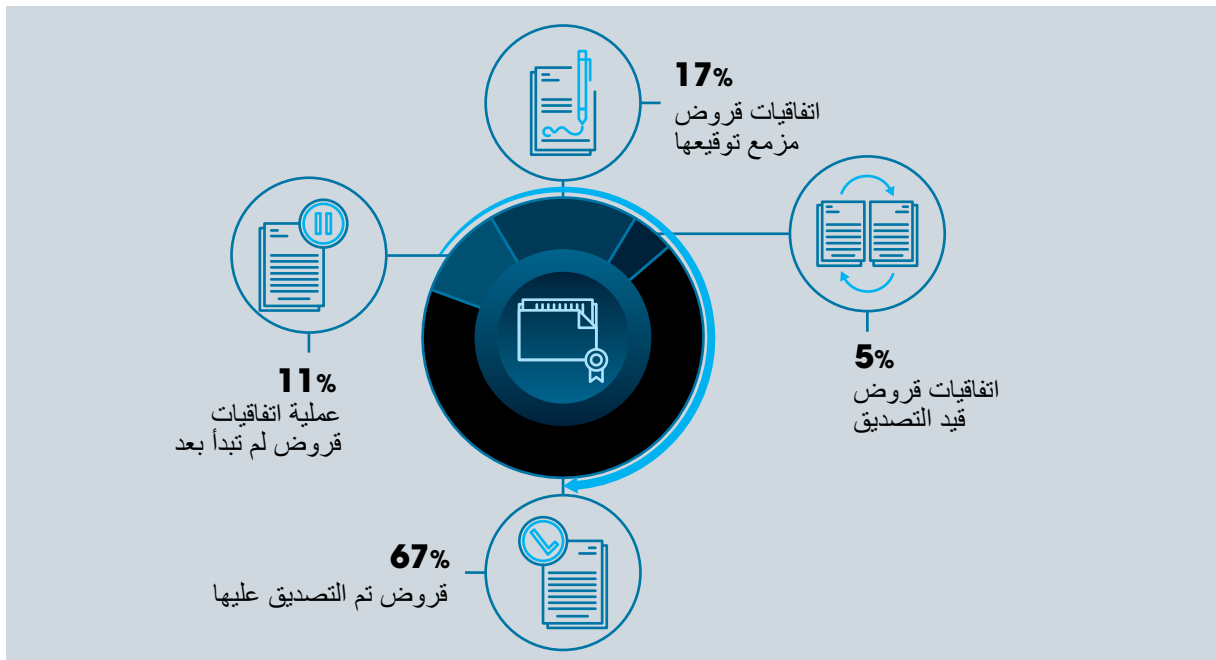 17%
اتفاقيات قروض
مزمع توقيعها
5%
اتفاقيات قروض
قيد التصديق
11%
عملية اتفاقيات
قروض لم تبدأ بعد
67%
قروض تم التصديق عليها